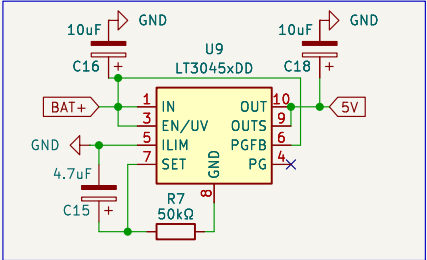 GND
GND
10uF
10uF
C16
C18
U9
LT3045xDD
BAT+
1 IN
OUT 10
5V
3 EN/UV
OUTS 9
GND
5 ILIM
PGFB 6
7 SET
PG 4
GND
8
4.7uF
C15
R7
50kΩ
+
+
+